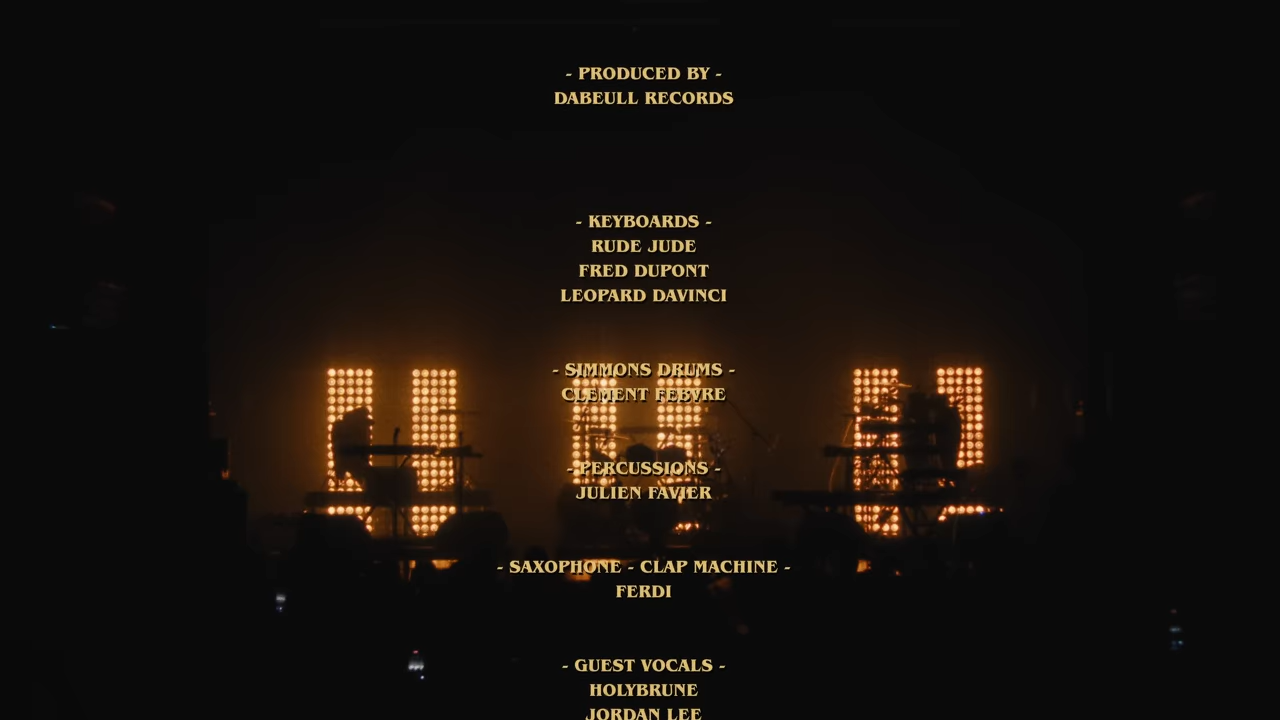 - PRODUCED BY -
DABEULL RECORDS
- KEYBOARDS -
RUDE JUDE
FRED DUPONT
LEOPARD DAVINCI
- SIMMONS DRUMS -
CLEMENT FEBVRE
- PERCUSSIONS -
JULIEN FAVIER
- SAXOPHONE - CLAP MACHINE -
FERDI
- GUEST VOCALS -
HOLYBRUNE
JORDAN LEE